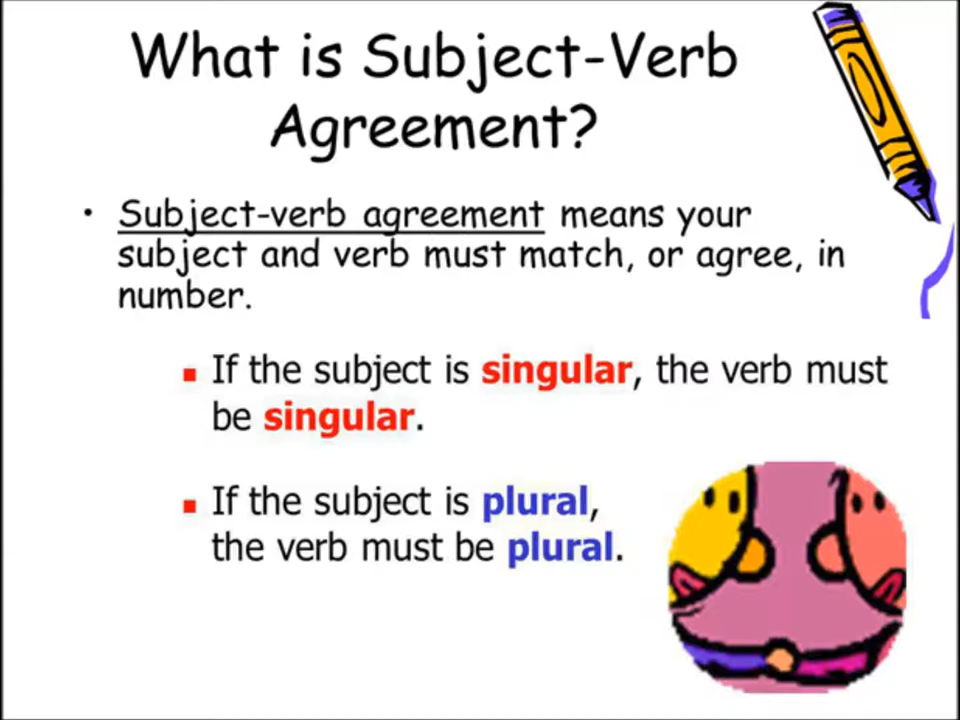 What is Subject-Verb
Agreement?
• Subject-verb agreement means your
subject and verb must match, or agree, in
number.
▪ If the subject is singular, the verb must
be singular.
▪ If the subject is plural,
the verb must be plural.